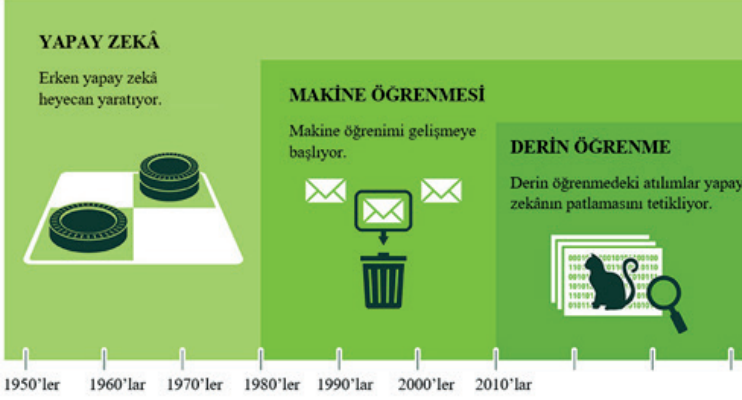 YAPAY ZEKÂ
Erken yapay zekâ
heyecan yaratıyor.
MAKİNE ÖĞRENMESİ
Makine öğrenimi gelişmeye
başlıyor.
DERİN ÖĞRENME
Derin öğrenmedeki atılımlar yapay
zekânın patlamasını tetikliyor.
1950’ler 1960’lar 1970’ler 1980’ler 1990’lar 2000’ler 2010’lar